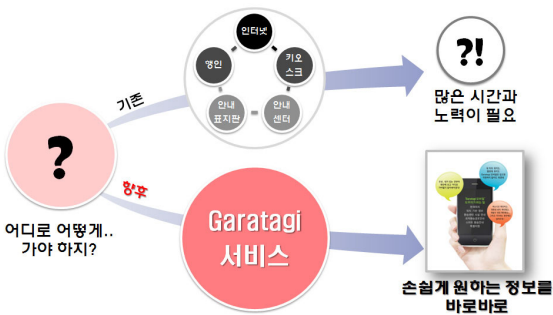 ?
어디로 어떻게..
가야 하지?
기존
인터넷
행인
키오
스크
안내
표지판
안내
센터
?!
많은 시간과
노력이 필요
향후
Garatagi
서비스
손쉽게 원하는 정보를
바로바로